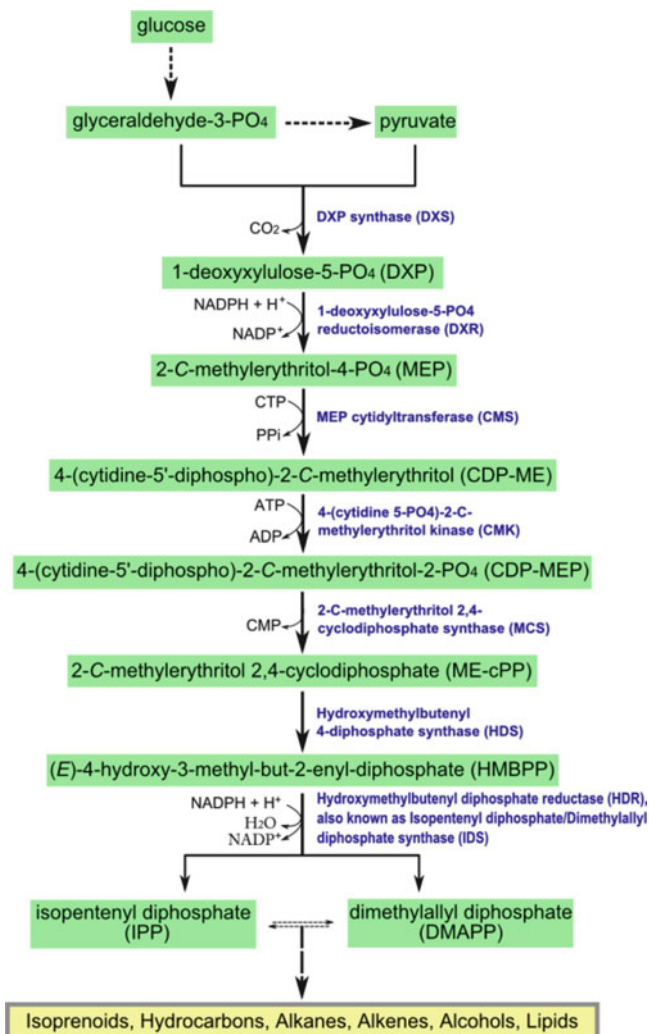 glucose
glyceraldehyde-3-PO4
pyruvate
DXP synthase (DXS)
CO2
1-deoxyxylulose-5-PO4 (DXP)
NADPH + H+
1-deoxyxylulose-5-PO4
reductoisomerase (DXR)
NADP+
2-C-methylerythritol-4-PO4 (MEP)
CTP
MEP cytidyltransferase (CMS)
PPi
4-(cytidine-5'-diphospho)-2-C-methylerythritol (CDP-ME)
ATP
4-(cytidine 5-PO4)-2-C-
methylerythritol kinase (CMK)
ADP
4-(cytidine-5'-diphospho)-2-C-methylerythritol-2-PO4 (CDP-MEP)
2-C-methylerythritol 2,4-
cyclodiphosphate synthase (MCS)
CMP
2-C-methylerythritol 2,4-cyclodiphosphate (ME-cPP)
Hydroxymethylbutenyl
4-diphosphate synthase (HDS)
(E)-4-hydroxy-3-methyl-but-2-enyl-diphosphate (HMBPP)
NADPH + H+
H2O
NADP+
Hydroxymethylbutenyl diphosphate reductase (HDR),
also known as Isopentenyl diphosphate/Dimethylallyl
diphosphate synthase (IDS)
isopentenyl diphosphate
(IPP)
dimethylallyl diphosphate
(DMAPP)
Isoprenoids, Hydrocarbons, Alkanes, Alkenes, Alcohols, Lipids